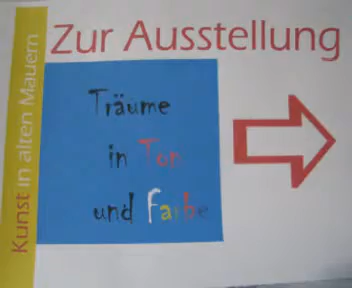 Zur Ausstellung
Kunst in alten Mauern
Träume
in Ton
und Farbe